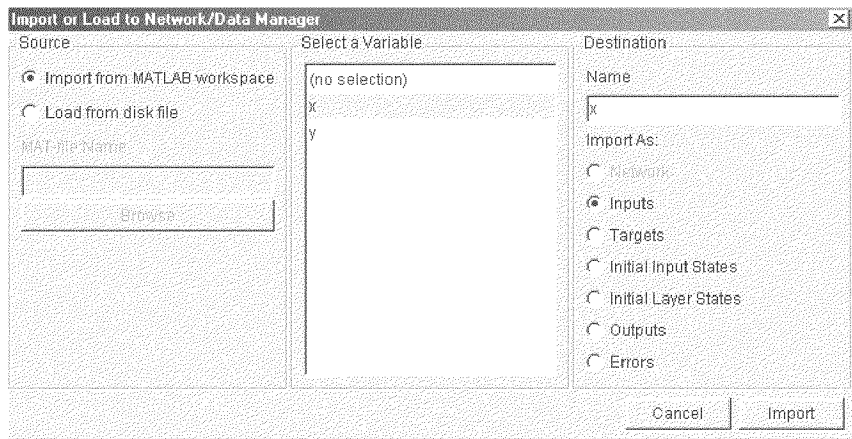 Import or Load to Network/Data Manager
Source
Import from MATLAB workspace
Load from disk file
MAT-file Name
Browse
Select a Variable
(no selection)
x
y
Destination
Name
x
Import As:
Network
Inputs
Targets
Initial Input States
Initial Layer States
Outputs
Errors
Cancel
Import